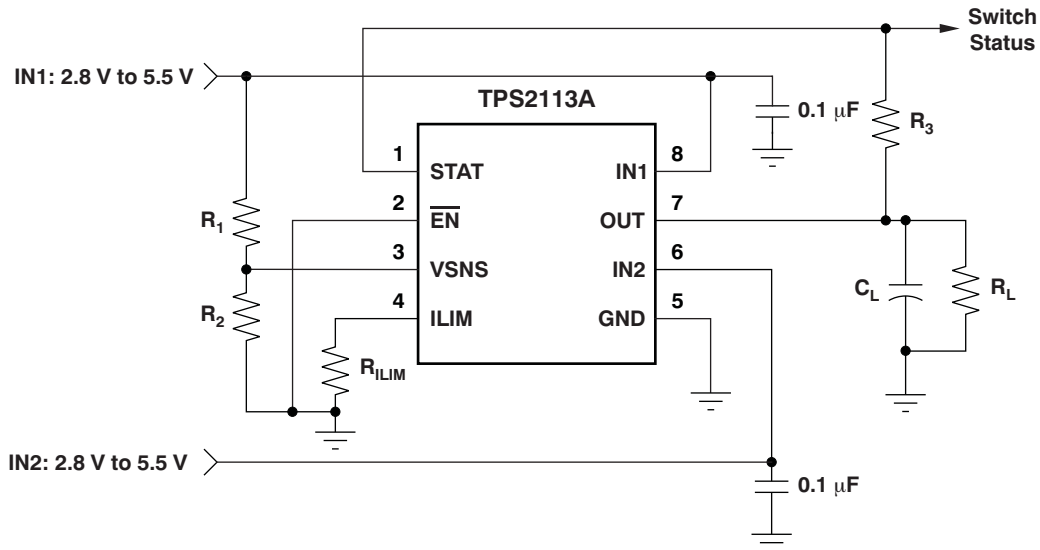 Switch
Status
IN1: 2.8 V to 5.5 V
TPS2113A
0.1 μF
R3
1
STAT
8
IN1
2
EN
7
OUT
R1
3
VSNS
6
IN2
R2
4
ILIM
5
GND
CL
RL
RILIM
IN2: 2.8 V to 5.5 V
0.1 μF